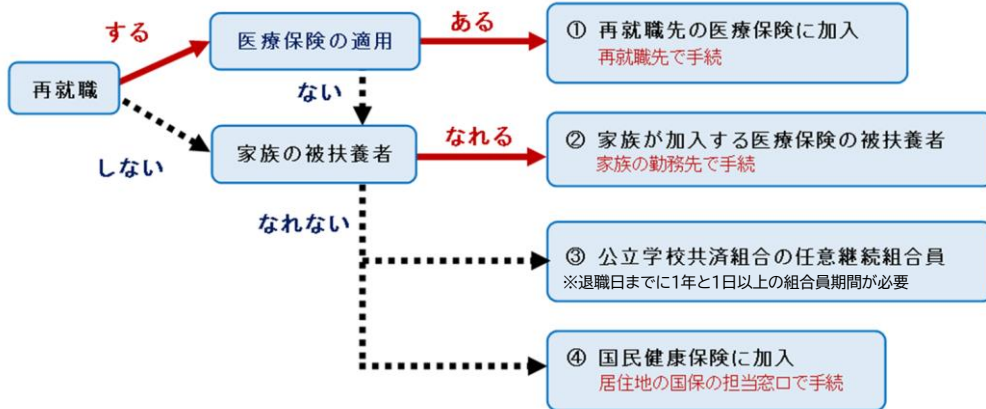 する
医療保険の適用
ある
① 再就職先の医療保険に加入
再就職先で手続
再就職
ない
しない
家族の被扶養者
なれる
② 家族が加入する医療保険の被扶養者
家族の勤務先で手続
なれない
③ 公立学校共済組合の任意継続組合員
※退職日までに1年と1日以上の組合員期間が必要
④ 国民健康保険に加入
居住地の国保の担当窓口で手続